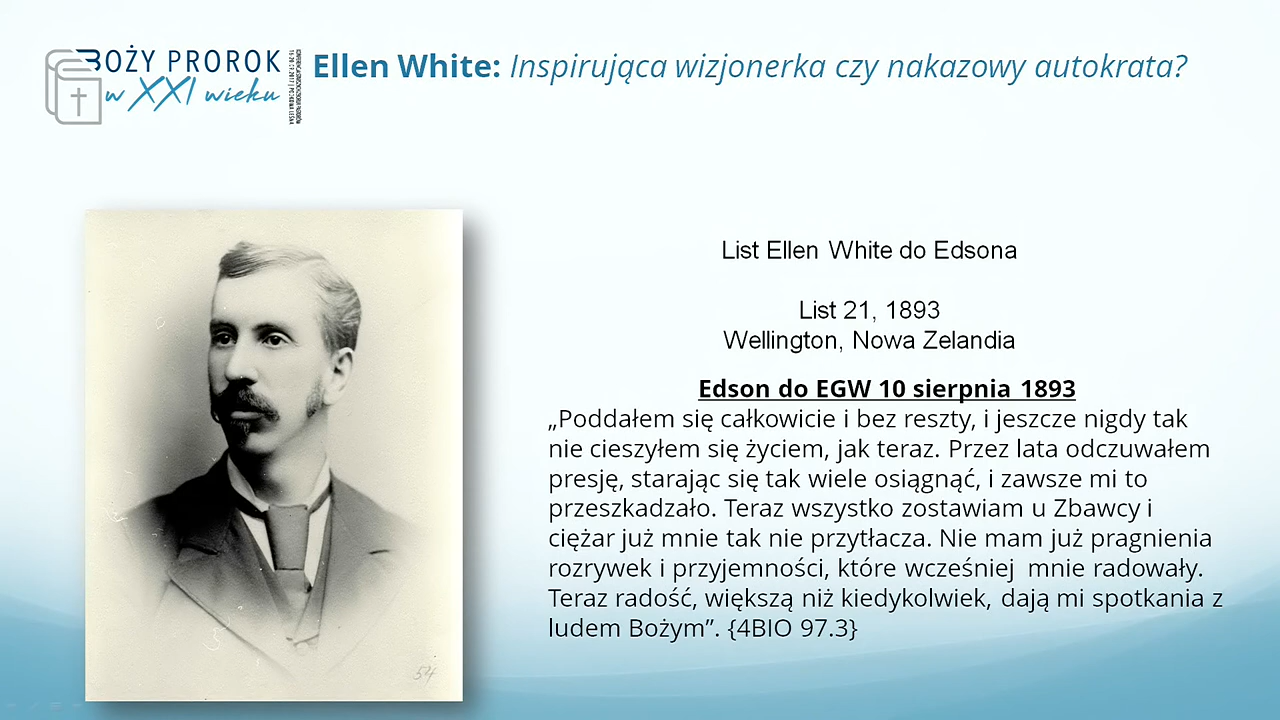 BOŻY PROROK
w XXI wieku
Ellen White: Inspirująca wizjonerka czy nakazowy autokrata?
List Ellen White do Edsona
List 21, 1893
Wellington, Nowa Zelandia
Edson do EGW 10 sierpnia 1893
„Poddałem się całkowicie i bez reszty, i jeszcze nigdy tak
nie cieszyłem się życiem, jak teraz. Przez lata odczuwałem
presję, starając się tak wiele osiągnąć, i zawsze mi to
przeszkadzało. Teraz wszystko zostawiam u Zbawcy i
ciężar już mnie tak nie przytłacza. Nie mam już pragnienia
rozrywek i przyjemności, które wcześniej mnie radowały.
Teraz radość, większą niż kiedykolwiek, dają mi spotkania z
ludem Bożym”. {4BIO 97.3}
54